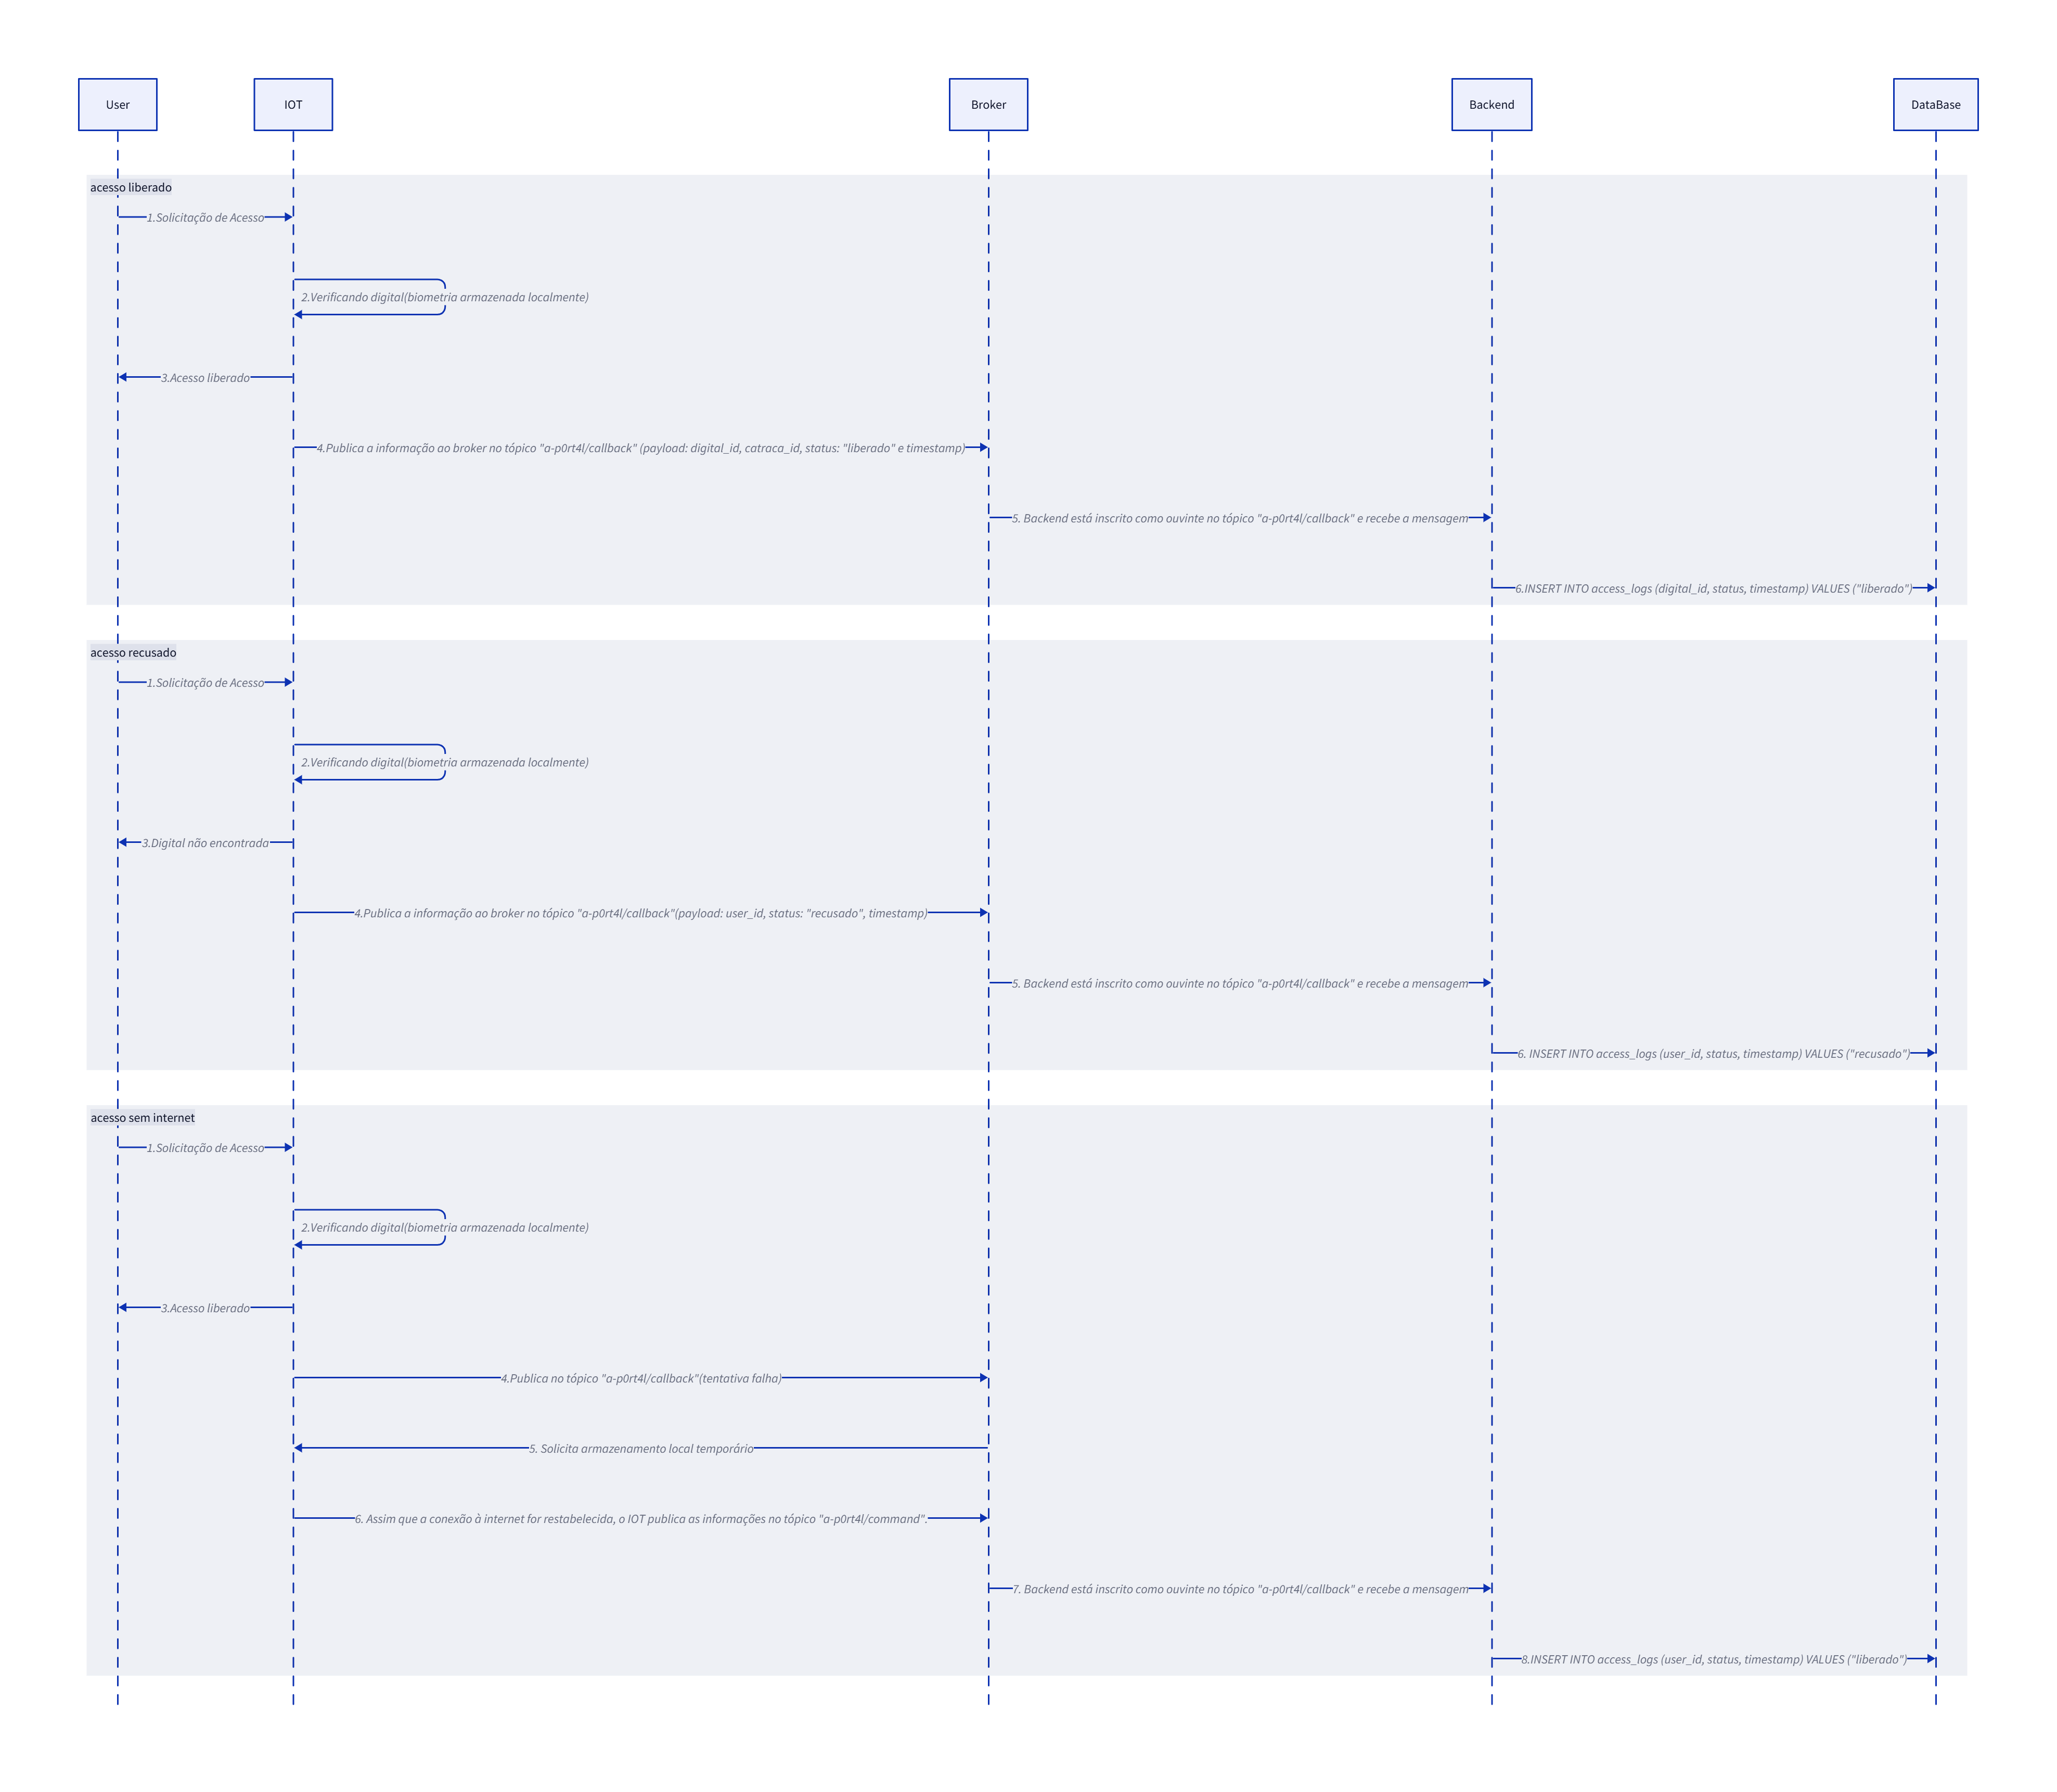 User
IOT
Broker
Backend
DataBase
acesso liberado
1.Solicitação de Acesso
2.Verificando digital(biometria armazenada localmente)
3.Acesso liberado
4.Publica a informação ao broker no tópico "a-p0rt4l/callback" (payload: digital_id, catraca_id, status: "liberado" e timestamp)
5. Backend está inscrito como ouvinte no tópico "a-p0rt4l/callback" e recebe a mensagem
6.INSERT INTO access_logs (digital_id, status, timestamp) VALUES ("liberado")
acesso recusado
1.Solicitação de Acesso
2.Verificando digital(biometria armazenada localmente)
3.Digital não encontrada
4.Publica a informação ao broker no tópico "a-p0rt4l/callback"(payload: user_id, status: "recusado", timestamp)
5. Backend está inscrito como ouvinte no tópico "a-p0rt4l/callback" e recebe a mensagem
6. INSERT INTO access_logs (user_id, status, timestamp) VALUES ("recusado")
acesso sem internet
1.Solicitação de Acesso
2.Verificando digital(biometria armazenada localmente)
3.Acesso liberado
4.Publica no tópico "a-p0rt4l/callback"(tentativa falha)
5. Solicita armazenamento local temporário
6. Assim que a conexão à internet for restabelecida, o IOT publica as informações no tópico "a-p0rt4l/command".
7. Backend está inscrito como ouvinte no tópico "a-p0rt4l/callback" e recebe a mensagem
8.INSERT INTO access_logs (user_id, status, timestamp) VALUES ("liberado")